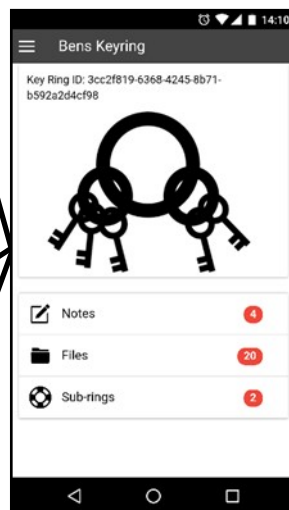 14:10
Bens Keyring
Key Ring ID: 3cc2f819-6368-4245-8b71-
b592a2d4cf98
Notes 4
Files 20
Sub-rings 2